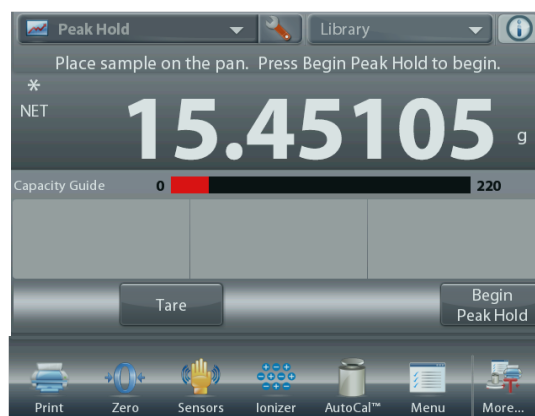 Peak Hold Library
Place sample on the pan. Press Begin Peak Hold to begin.
*
NET 15.45105 g
Capacity Guide 0 220
Tare Begin
Peak Hold
Print Zero Sensors Ionizer AutoCal™ Menu More...